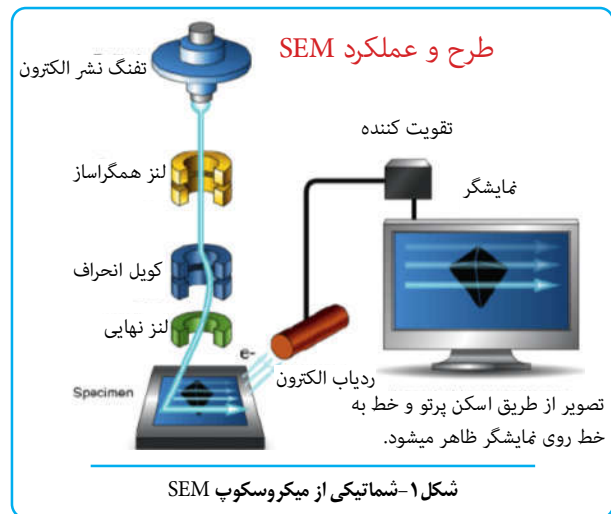 طرح و عملکرد SEM
تفنگ نشر الکترون
تقویت کننده
لنز همگراساز
نمایشگر
کویل انحراف
لنز نهایی
e-
ردیاب الکترون
Specimen
تصویر از طریق اسکن پرتو و خط به
خط روی نمایشگر ظاهر میشود.
شکل۱-شماتیکی از میکروسکوپ SEM